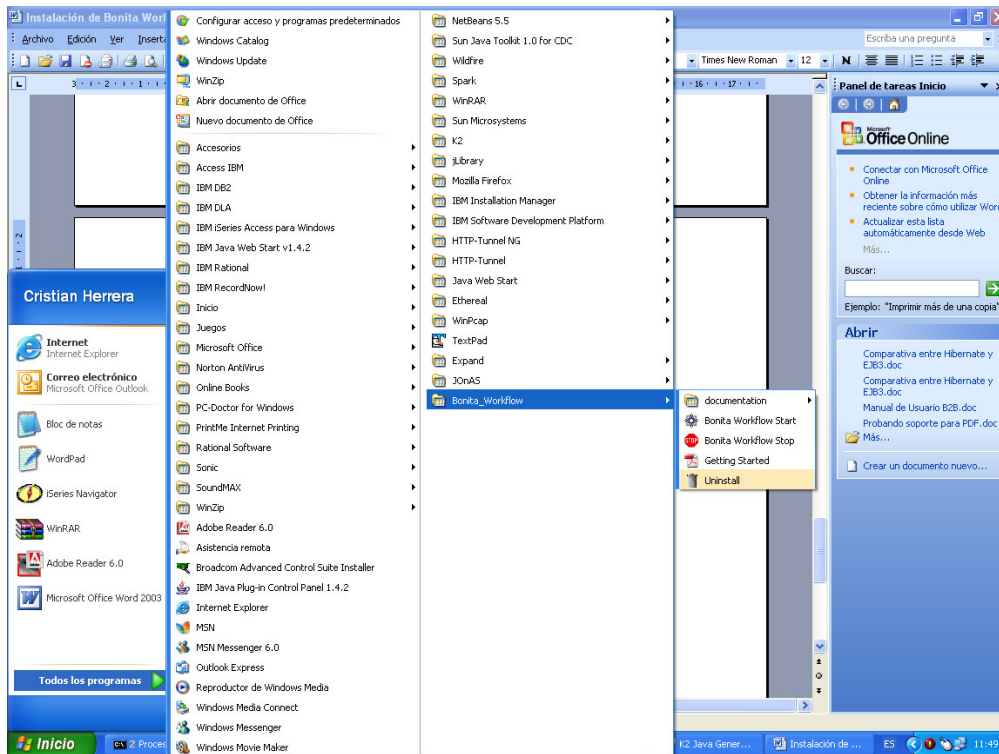 Instalación de Bonita Worl
Archivo Edición Ver Inserta
Escriba una pregunta
Times New Roman 12 N
3 2 1 1
16 17
Cristian Herrera
Internet
Internet Explorer
Correo electrónico
Microsoft Office Outlook
Bloc de notas
WordPad
iSeries Navigator
WinRAR
Adobe Reader 6.0
Microsoft Office Word 2003
Todos los programas
Configurar acceso y programas predeterminados
Windows Catalog
Windows Update
WinZip
Abrir documento de Office
Nuevo documento de Office
Accesorios
Access IBM
IBM DB2
IBM DLA
IBM iSeries Access para Windows
IBM Java Web Start v1.4.2
IBM Rational
IBM RecordNow!
Inicio
Juegos
Microsoft Office
Norton AntiVirus
Online Books
PC-Doctor for Windows
PrintMe Internet Printing
Rational Software
Sonic
SoundMAX
WinZip
Adobe Reader 6.0
Asistencia remota
Broadcom Advanced Control Suite Installer
IBM Java Plug-in Control Panel 1.4.2
Internet Explorer
MSN
MSN Messenger 6.0
Outlook Express
Reproductor de Windows Media
Windows Media Connect
Windows Messenger
Windows Movie Maker
NetBeans 5.5
Sun Java Toolkit 1.0 for CDC
Wildfire
Spark
WinRAR
Sun Microsystems
K2
jLibrary
Mozilla Firefox
IBM Installation Manager
IBM Software Development Platform
HTTP-Tunnel NG
HTTP-Tunnel
Java Web Start
Ethereal
WinPcap
TextPad
Expand
JOnAS
Bonita_Workflow
documentation
Bonita Workflow Start
Bonita Workflow Stop
Getting Started
Uninstall
Panel de tareas Inicio
Microsoft
Office Online
Conectar con Microsoft Office
Online
Obtener la información más
reciente sobre cómo utilizar Wor
Actualizar esta lista
automáticamente desde Web
Más...
Buscar:
Ejemplo: "Imprimir más de una copia"
Abrir
Comparativa entre Hibernate y
EJB3.doc
Comparativa entre Hibernate y
EJB3.doc
Manual de Usuario B2B.doc
Probando soporte para PDF.doc
Más...
Crear un documento nuevo...
Inicio
2 Proces
K2 Java Gener...
Instalación de ...
ES
11:49